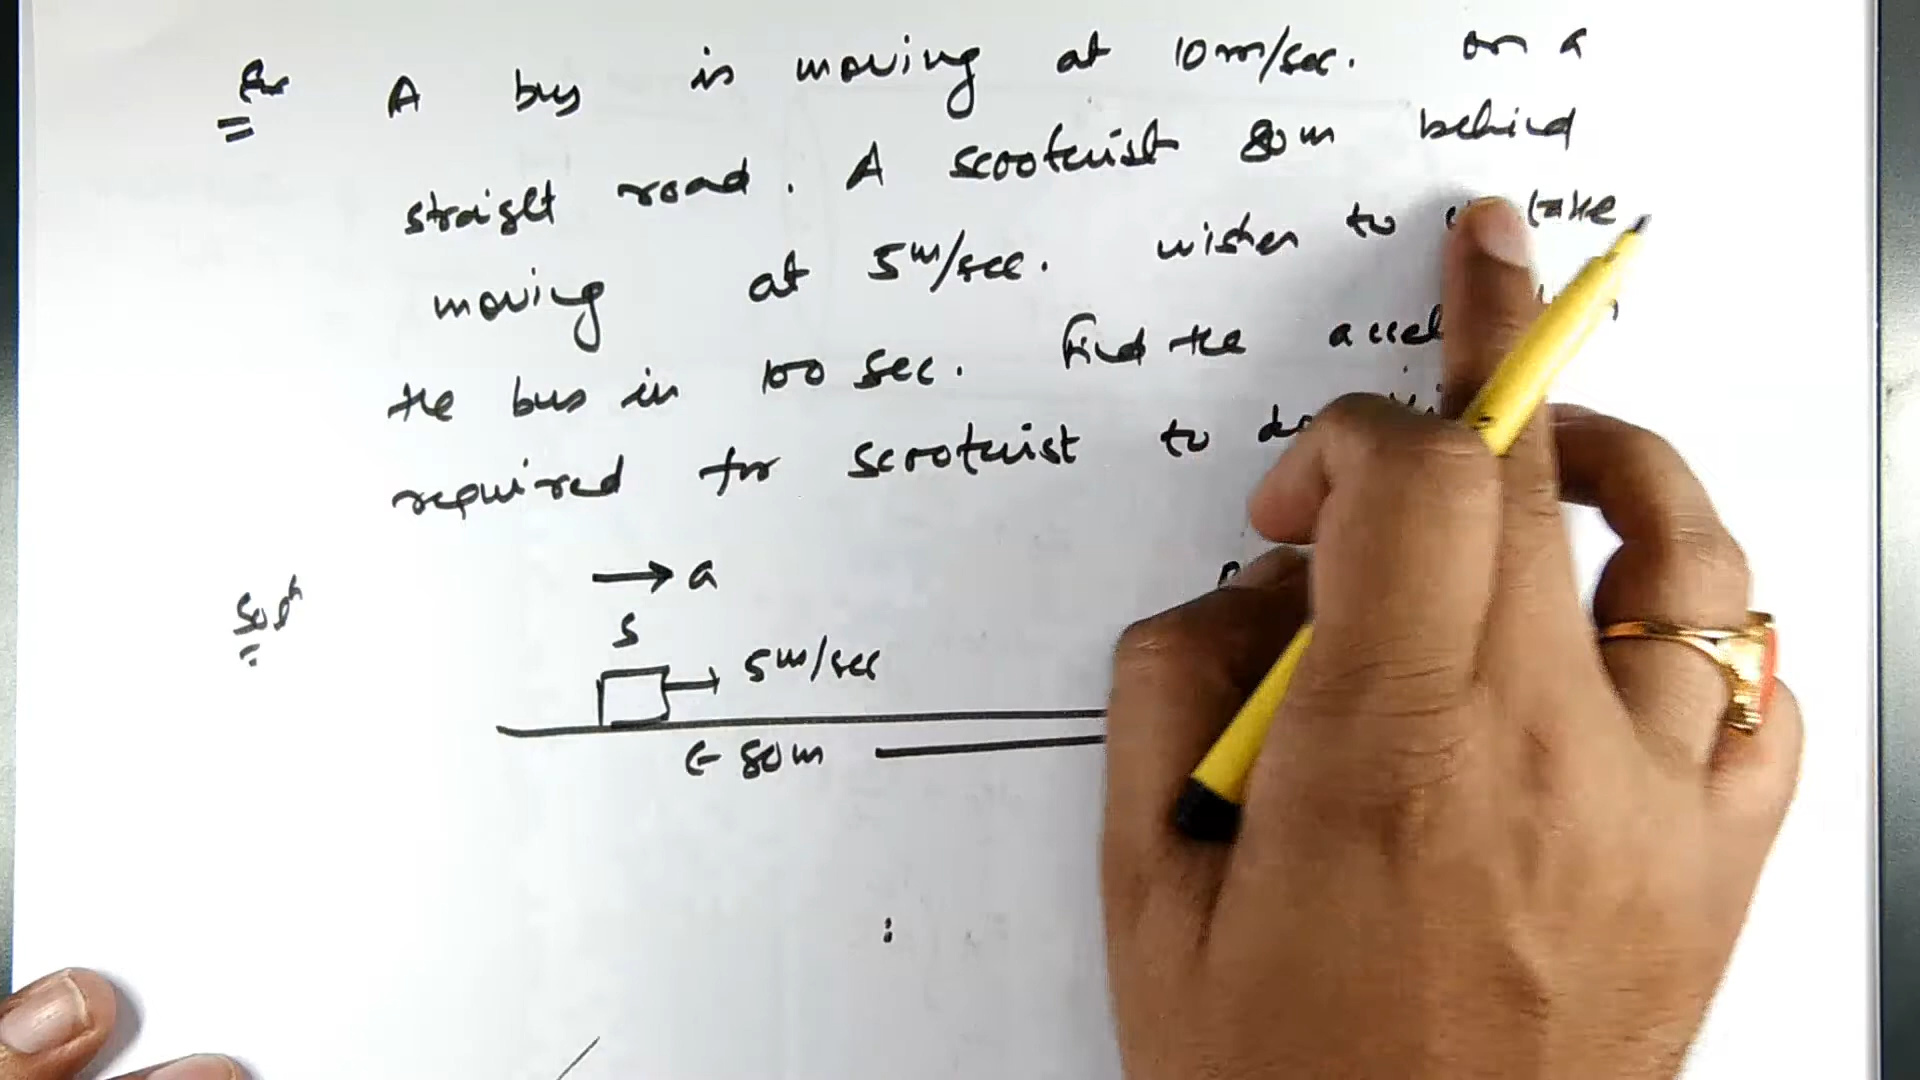 A bus is moving at 10m/sec. on a
straight road. A scooterist 80m behind
moving at 5m/sec. wishes to
the bus in 100 sec. Find the
required for scooterist to
Soln
→ a
S
5m/sec
← 80m